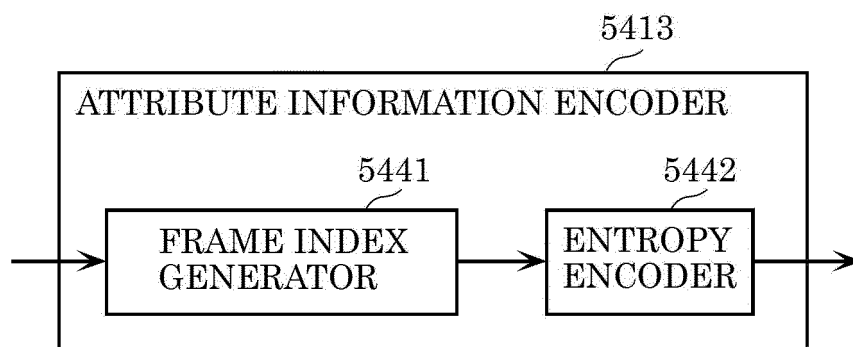 5413
ATTRIBUTE INFORMATION ENCODER
5441
5442
FRAME INDEX
GENERATOR
ENTROPY
ENCODER